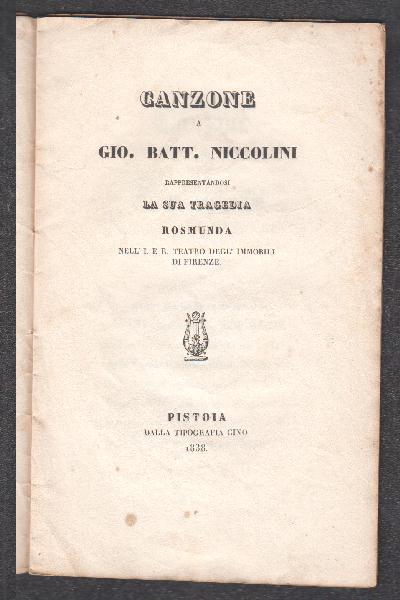 CANZONE
A
GIO. BATT. NICCOLINI
RAPPRESENTANDOSI
LA SUA TRAGEDIA
ROSMUNDA
NELL' I. E R. TEATRO DEGL' IMMOBILI
DI FIRENZE.
PISTOIA
DALLA TIPOGRAFIA CINO
1838.